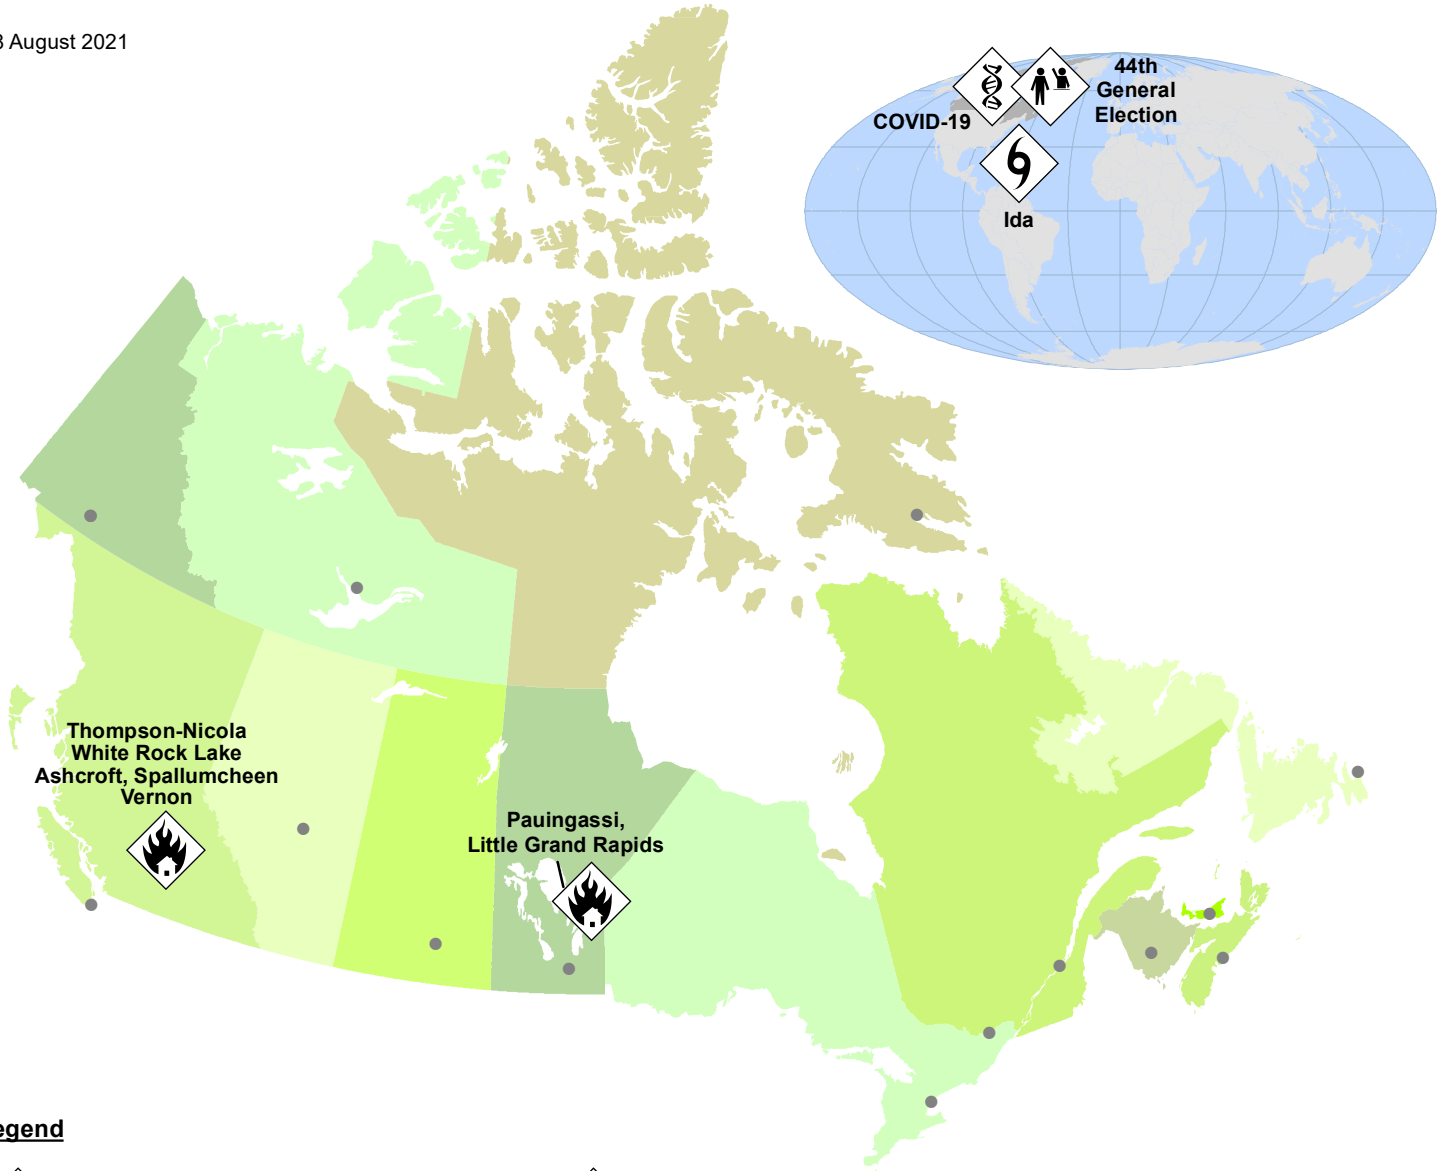 8 August 2021
44th
General
Election
COVID-19
Ida
Thompson-Nicola
White Rock Lake
Ashcroft, Spallumcheen
Vernon
Pauingassi,
Little Grand Rapids
egend